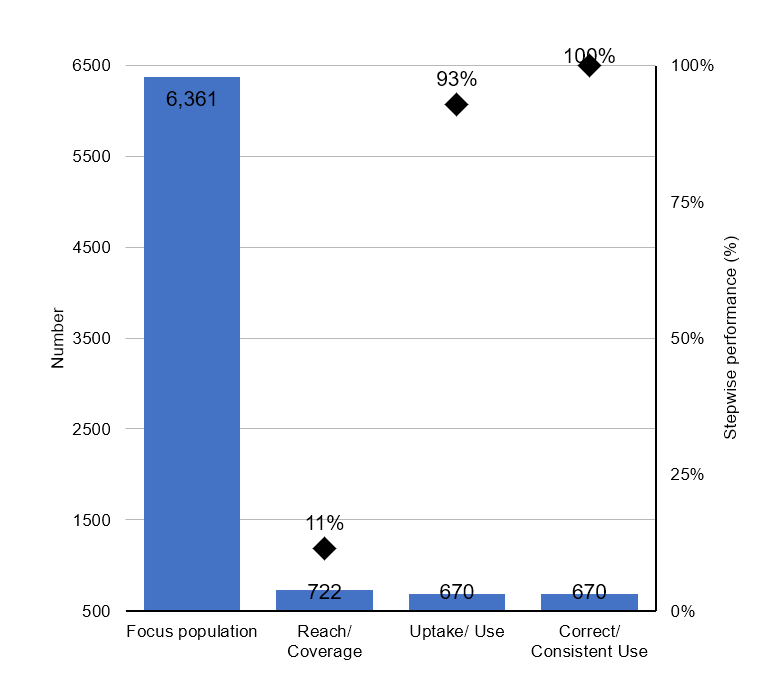 6500
5500
4500
3500
2500
1500
500
Number
6,361
722
670
670
11%
93%
100%
100%
75%
50%
25%
0%
Stepwise performance (%)
Focus population
Reach/
Coverage
Uptake/ Use
Correct/
Consistent Use